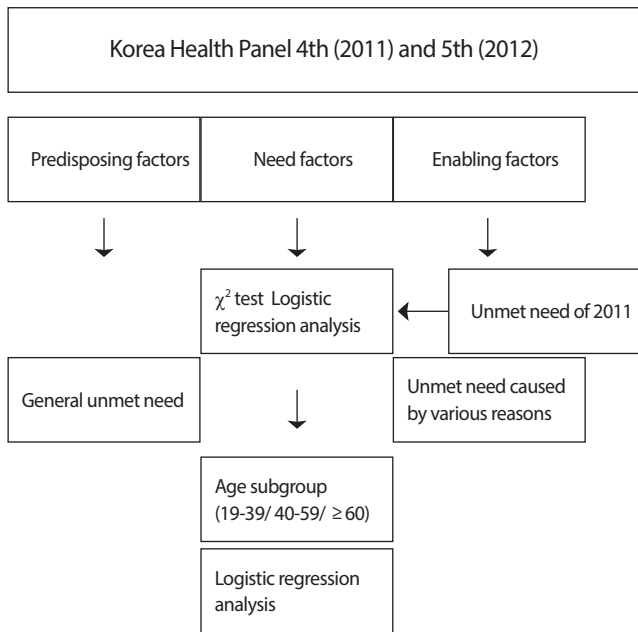 Korea Health Panel 4th (2011) and 5th (2012)
Predisposing factors
Need factors
Enabling factors
χ² test Logistic
regression analysis
Unmet need of 2011
General unmet need
Unmet need caused
by various reasons
Age subgroup
(19-39/ 40-59/ ≥60)
Logistic regression
analysis